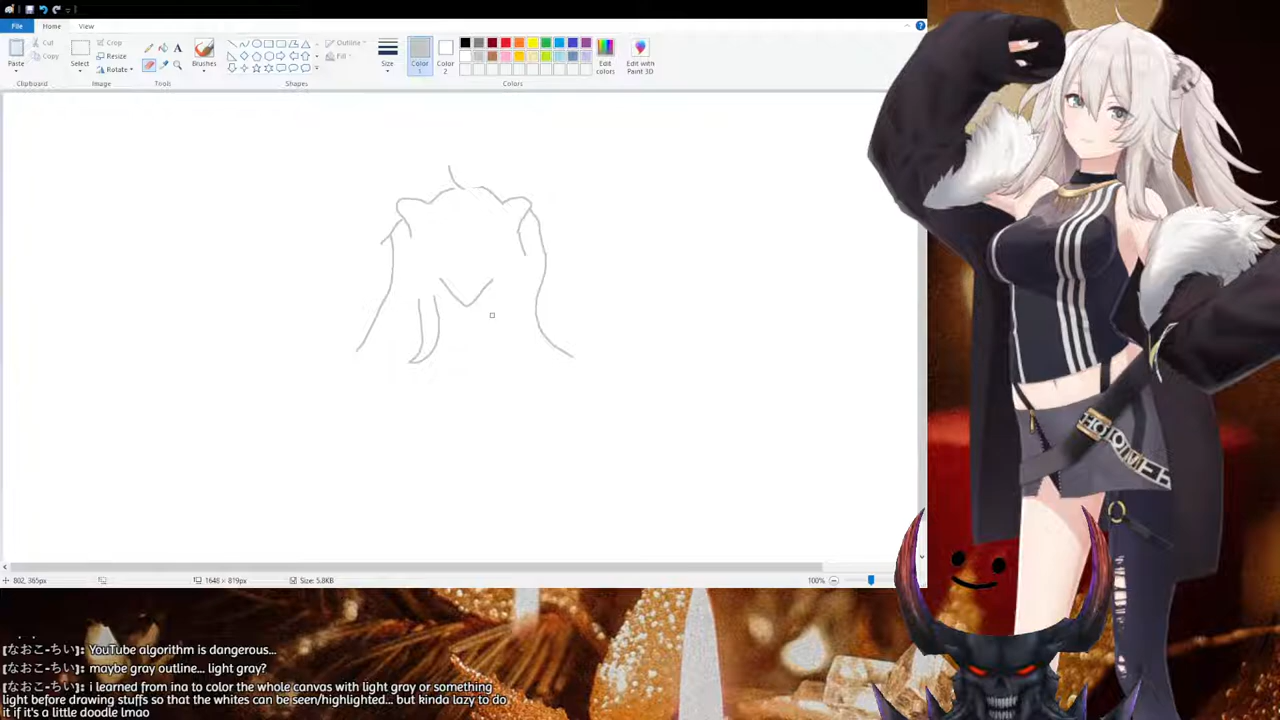 File
Home
View
Cut
Copy
Paste
Crop
Resize
Rotate
Select
A
Brushes
Outline
Fill
Size
Color 1
Color 2
Edit colors
Edit with Paint 3D
Clipboard
Image
Tools
Shapes
Colors
802, 365px
1648 × 819px
Size: 5.8KB
100%
[なおこ-ちい]: YouTube algorithm is dangerous...
[なおこ-ちい]: maybe gray outline... light gray?
[なおこ-ちい]: i learned from ina to color the whole canvas with light gray or something
light before drawing stuffs so that the whites can be seen/highlighted... but kinda lazy to do
it if it's a little doodle lmao